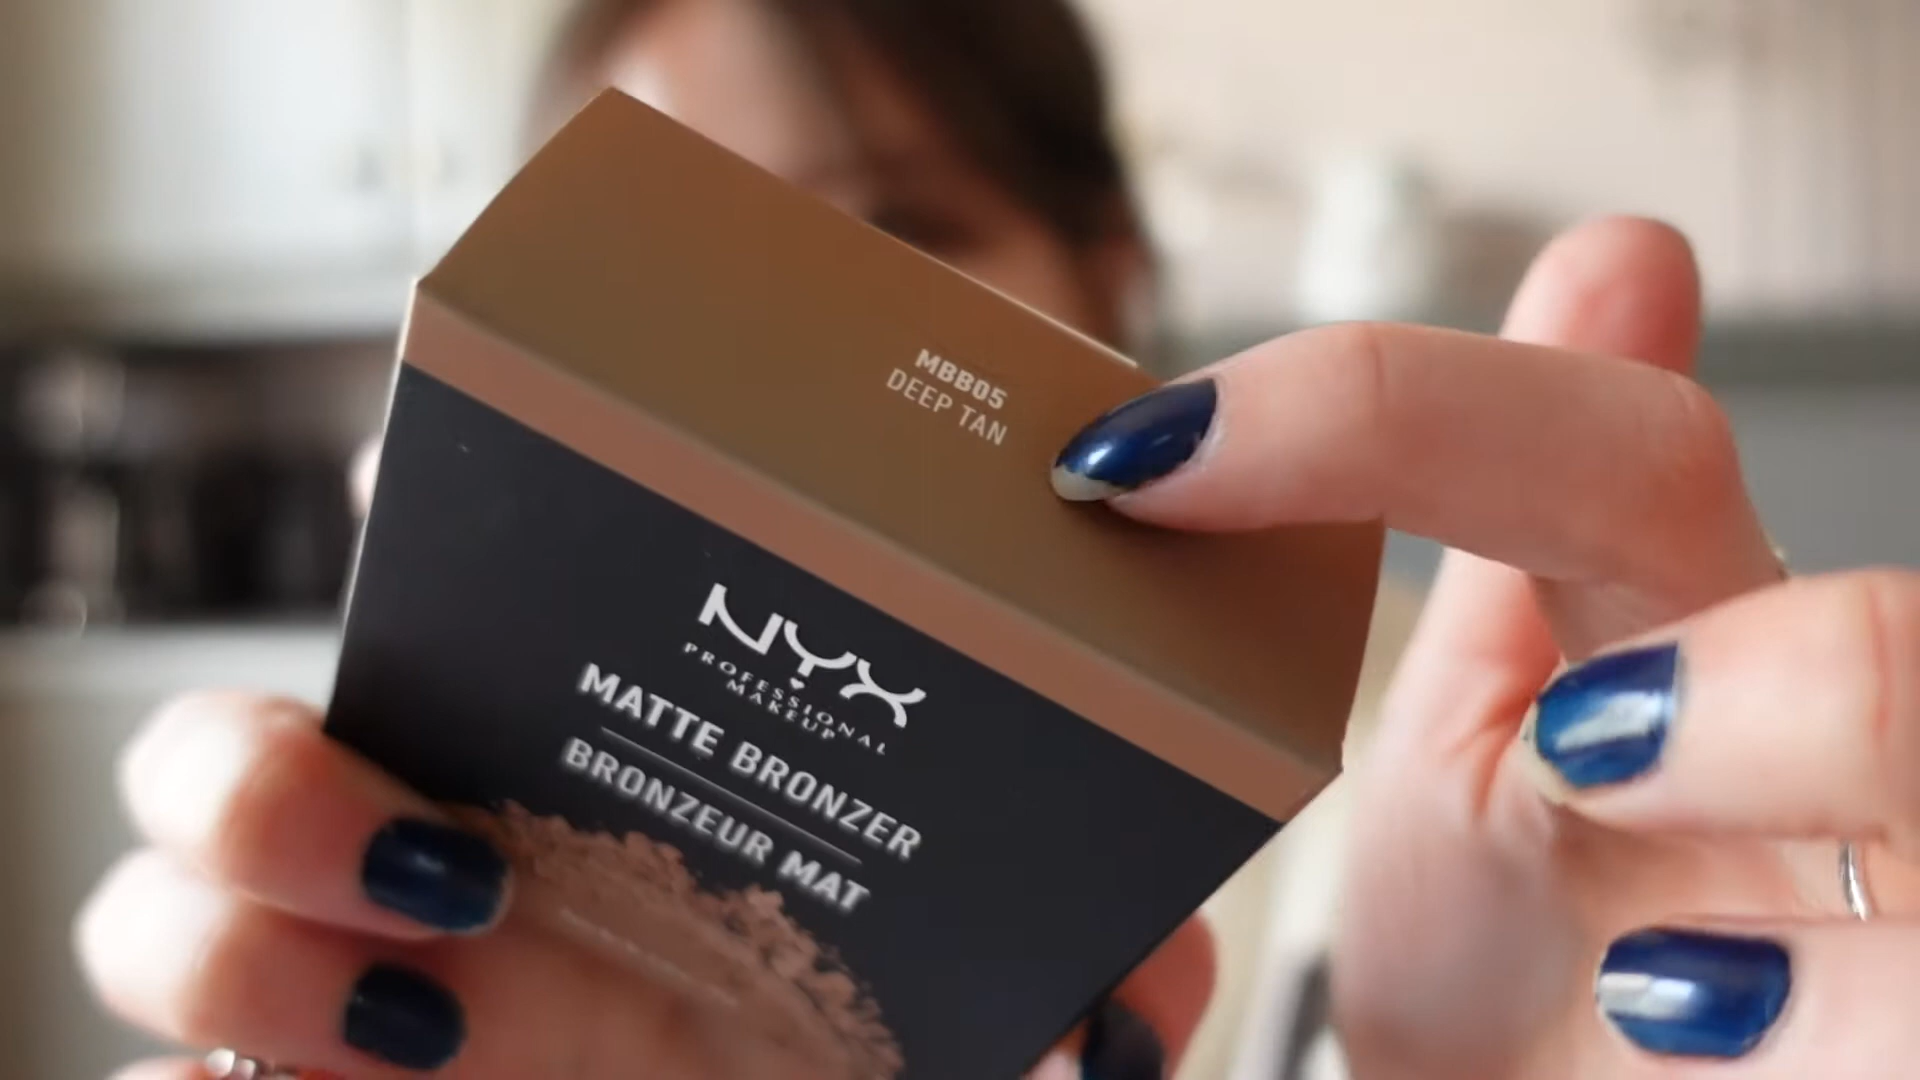 MBB05
DEEP TAN
NYX
PROFESSIONAL
MAKEUP
MATTE BRONZER
BRONZEUR MAT